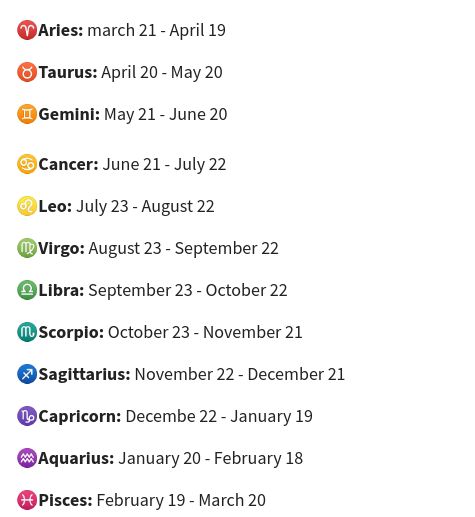 ♈Aries: march 21 - April 19
♉Taurus: April 20 - May 20
♊Gemini: May 21 - June 20
♋Cancer: June 21 - July 22
♌Leo: July 23 - August 22
♍Virgo: August 23 - September 22
♎Libra: September 23 - October 22
♏Scorpio: October 23 - November 21
♐Sagittarius: November 22 - December 21
♑Capricorn: Decembe 22 - January 19
♒Aquarius: January 20 - February 18
♓Pisces: February 19 - March 20